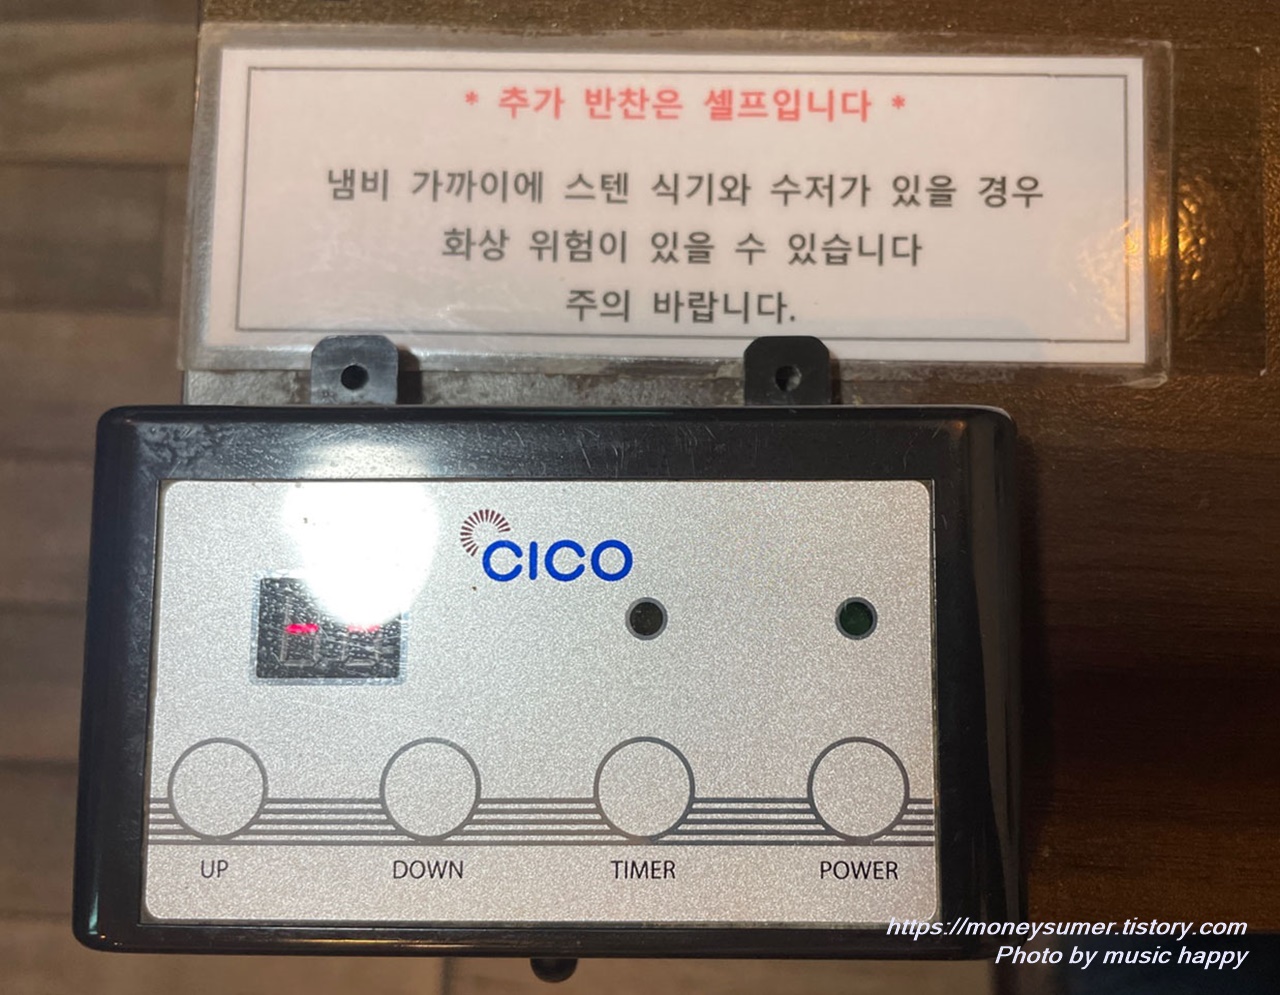 * 추가 반찬은 셀프입니다 *
냄비 가까이에 스텐 식기와 수저가 있을 경우
화상 위험이 있을 수 있습니다
주의 바랍니다.
CICO
UP DOWN TIMER POWER
https://moneysumer.tistory.com
Photo by music happy